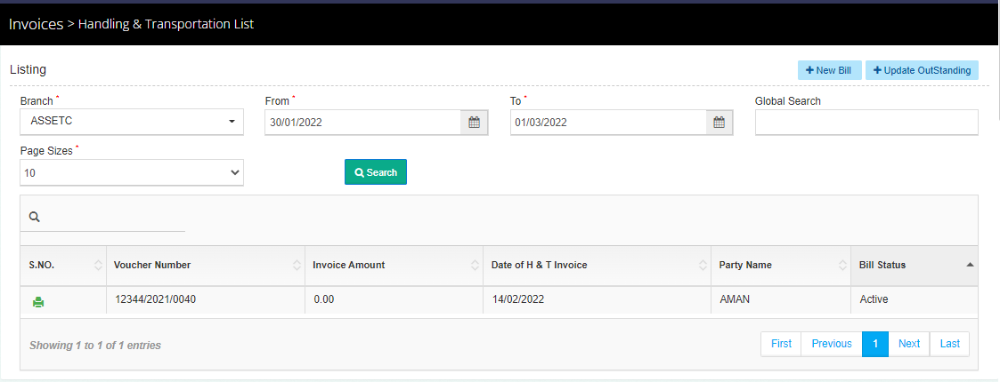 Invoices > Handling & Transportation List
Listing
New Bill
Update OutStanding
Branch *
From *
To *
Global Search
ASSETC
30/01/2022
01/03/2022
Page Sizes *
10
Search
S.NO. Voucher Number Invoice Amount Date of H & T Invoice Party Name Bill Status
12344/2021/0040 0.00 14/02/2022 AMAN Active
Showing 1 to 1 of 1 entries
First Previous 1 Next Last